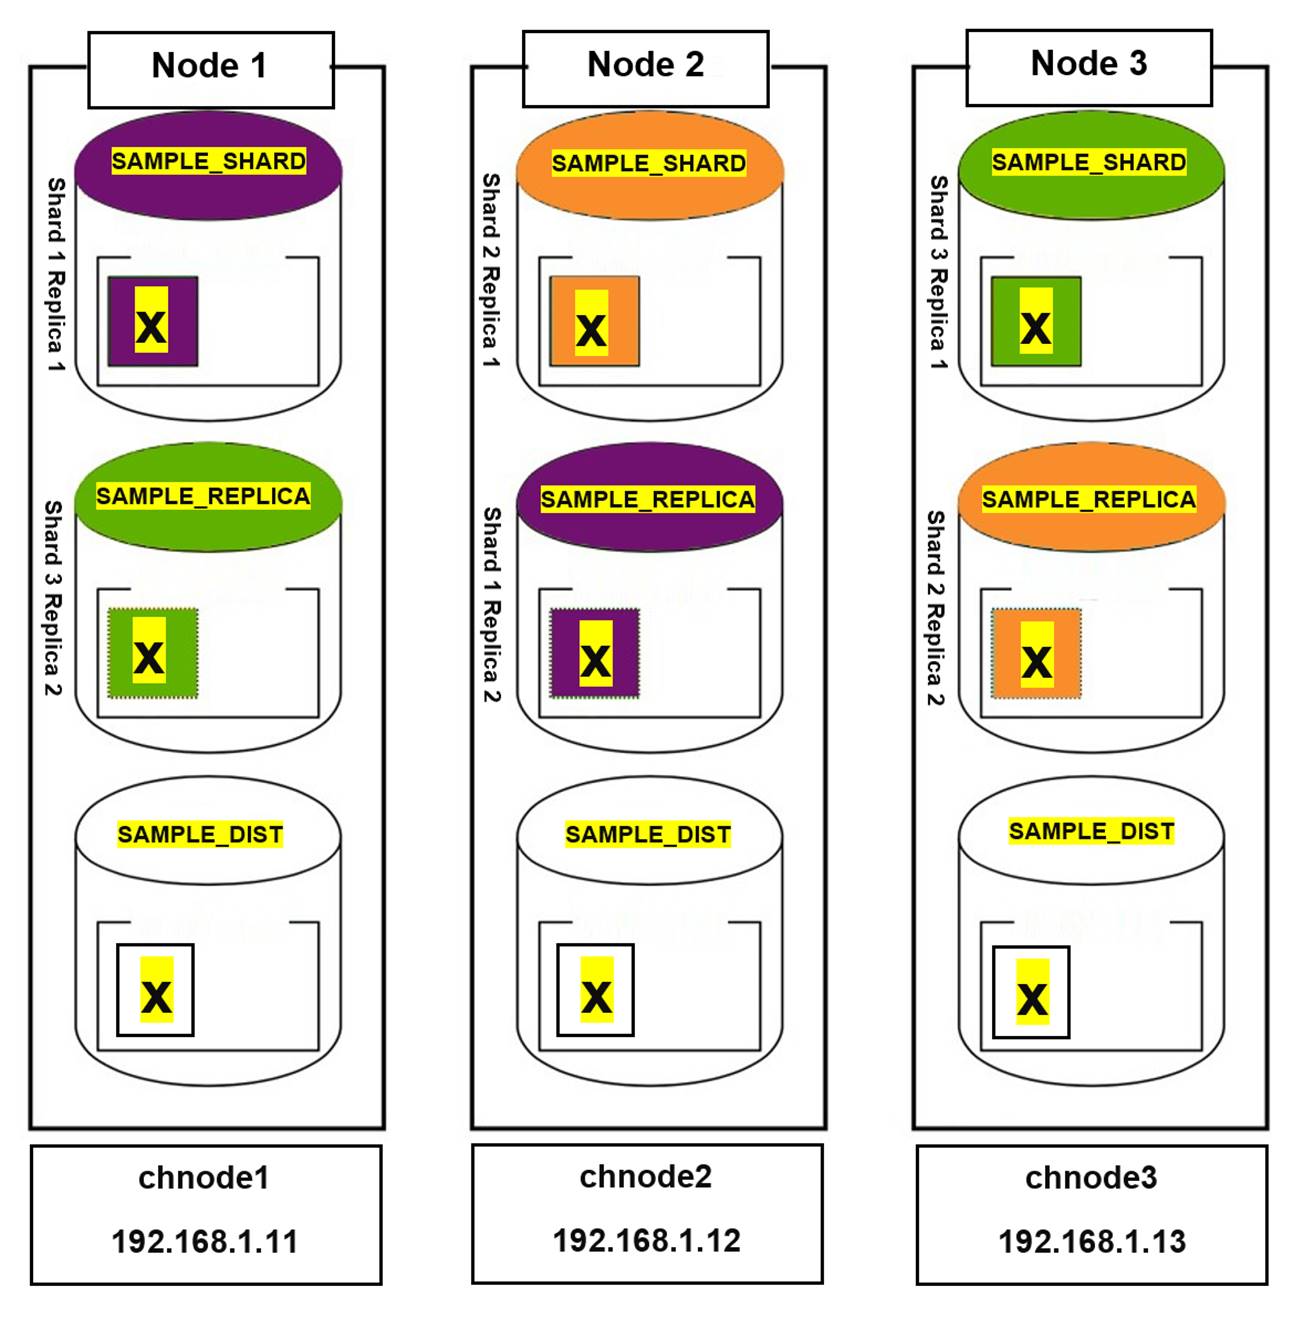 Node 1
SAMPLE_SHARD
Shard 1 Replica 1
X
SAMPLE_REPLICA
Shard 3 Replica 2
X
SAMPLE_DIST
X
chnode1
192.168.1.11
Node 2
SAMPLE_SHARD
Shard 2 Replica 1
X
SAMPLE_REPLICA
Shard 1 Replica 2
X
SAMPLE_DIST
X
chnode2
192.168.1.12
Node 3
SAMPLE_SHARD
Shard 3 Replica 1
X
SAMPLE_REPLICA
Shard 2 Replica 2
X
SAMPLE_DIST
X
chnode3
192.168.1.13